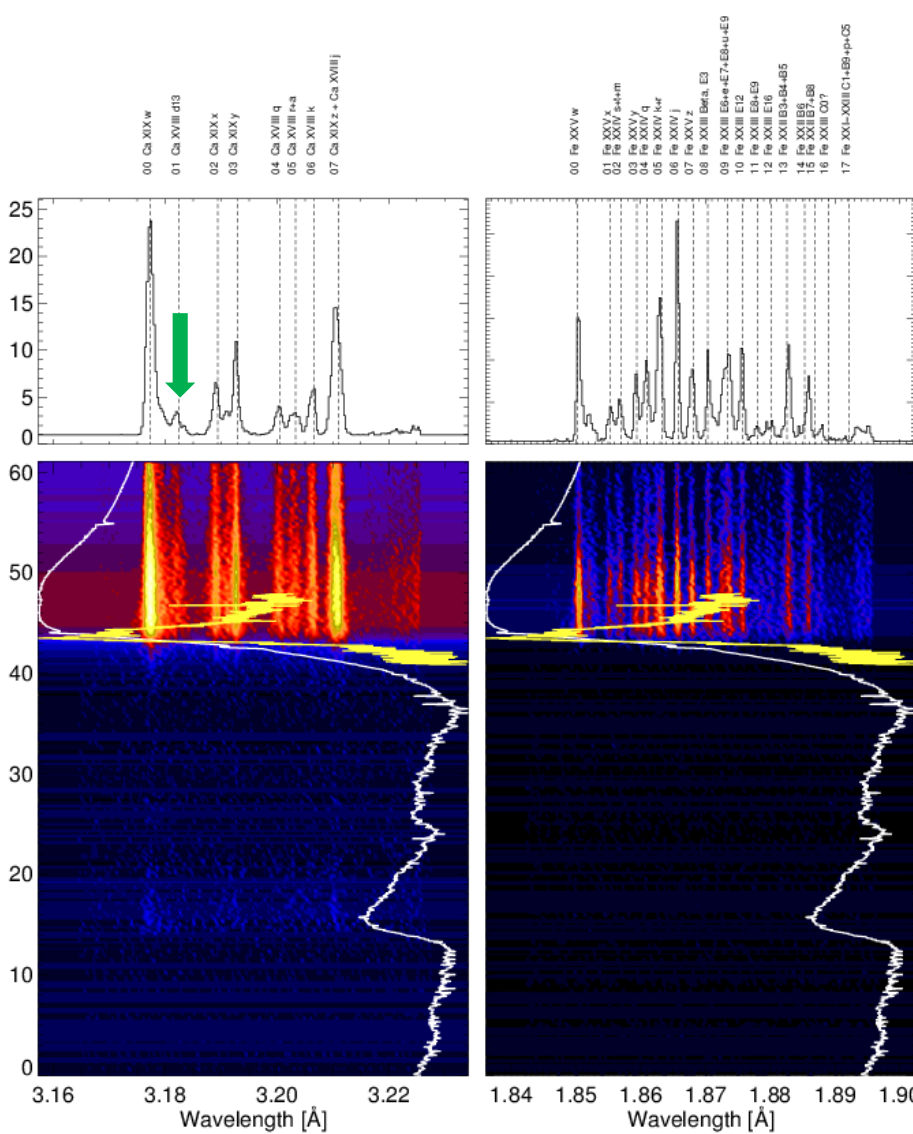 00 Ca XIX w
01 Ca XVIII d13
02 Ca XIX x
03 Ca XIX y
04 Ca XVIII q
05 Ca XVIII r+a
06 Ca XVIII k
07 Ca XIX z + Ca XVIII j
00 Fe XXV w
01 Fe XXV x
02 Fe XXIV s+t+m
03 Fe XXV y
04 Fe XXIV q
05 Fe XXIV k+r
06 Fe XXIV j
07 Fe XXV z
08 Fe XXIII Beta, E3
09 Fe XXIII E6+e+E7+E8+u+E9
10 Fe XXIII E12
11 Fe XXIII E8+E9
12 Fe XXIII E16
13 Fe XXII B3+B4+B5
14 Fe XXII B6
15 Fe XXII B7+B8
16 Fe XXIII C0?
17 Fe XXI-XXIII C1+B9+p+C5
25
20
15
10
5
0
60
50
40
30
20
10
0
3.16 3.18 3.20 3.22
Wavelength [Å]
1.84 1.85 1.86 1.87 1.88 1.89 1.90
Wavelength [Å]